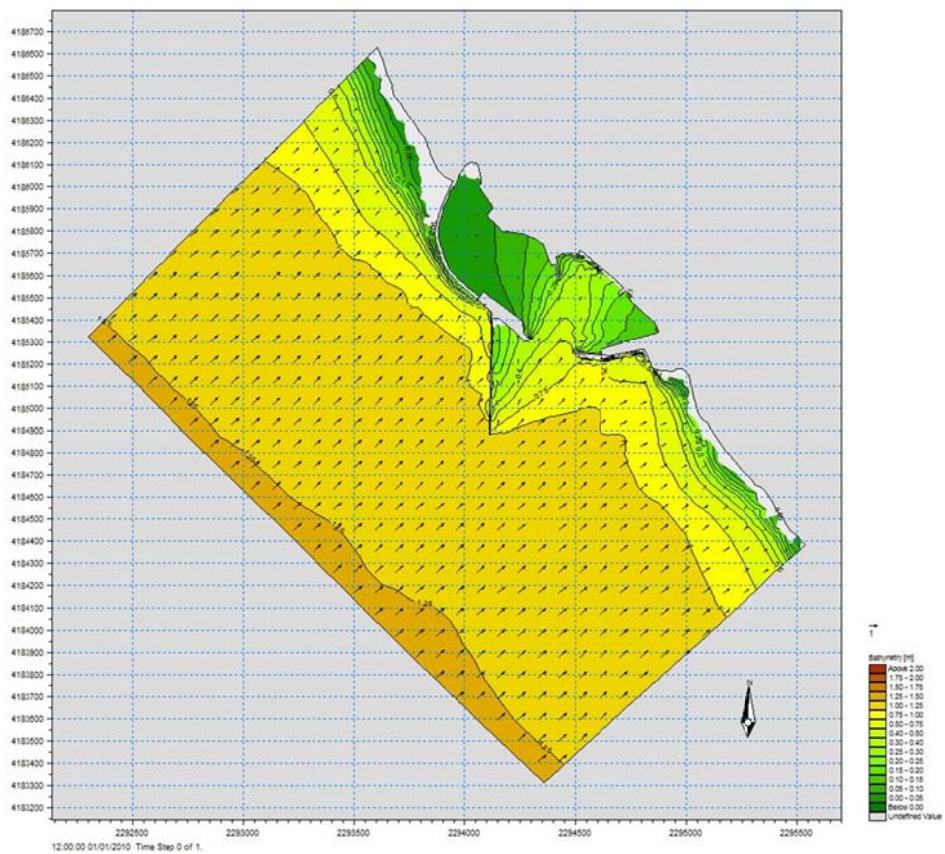 4186700
4186600
4186500
4186400
4186300
4186200
4186100
4186000
4185900
4185800
4185700
4185600
4185500
4185400
4185300
4185200
4185100
4185000
4184900
4184800
4184700
4184600
4184500
4184400
4184300
4184200
4184100
4184000
4183900
4183800
4183700
4183600
4183500
4183400
4183300
4183200
2292500 2293000 2293500 2294000 2294500 2295000 2295500
12:00:00 01/01/2010 Time Step 0 of 1.
1
Bathymetry [m]
Above 2.00
1.75 - 2.00
1.50 - 1.75
1.25 - 1.50
1.00 - 1.25
0.75 - 1.00
0.50 - 0.75
0.40 - 0.50
0.30 - 0.40
0.25 - 0.30
0.20 - 0.25
0.15 - 0.20
0.10 - 0.15
0.05 - 0.10
0.00 - 0.05
Below 0.00
Undefined Value
N
1.25